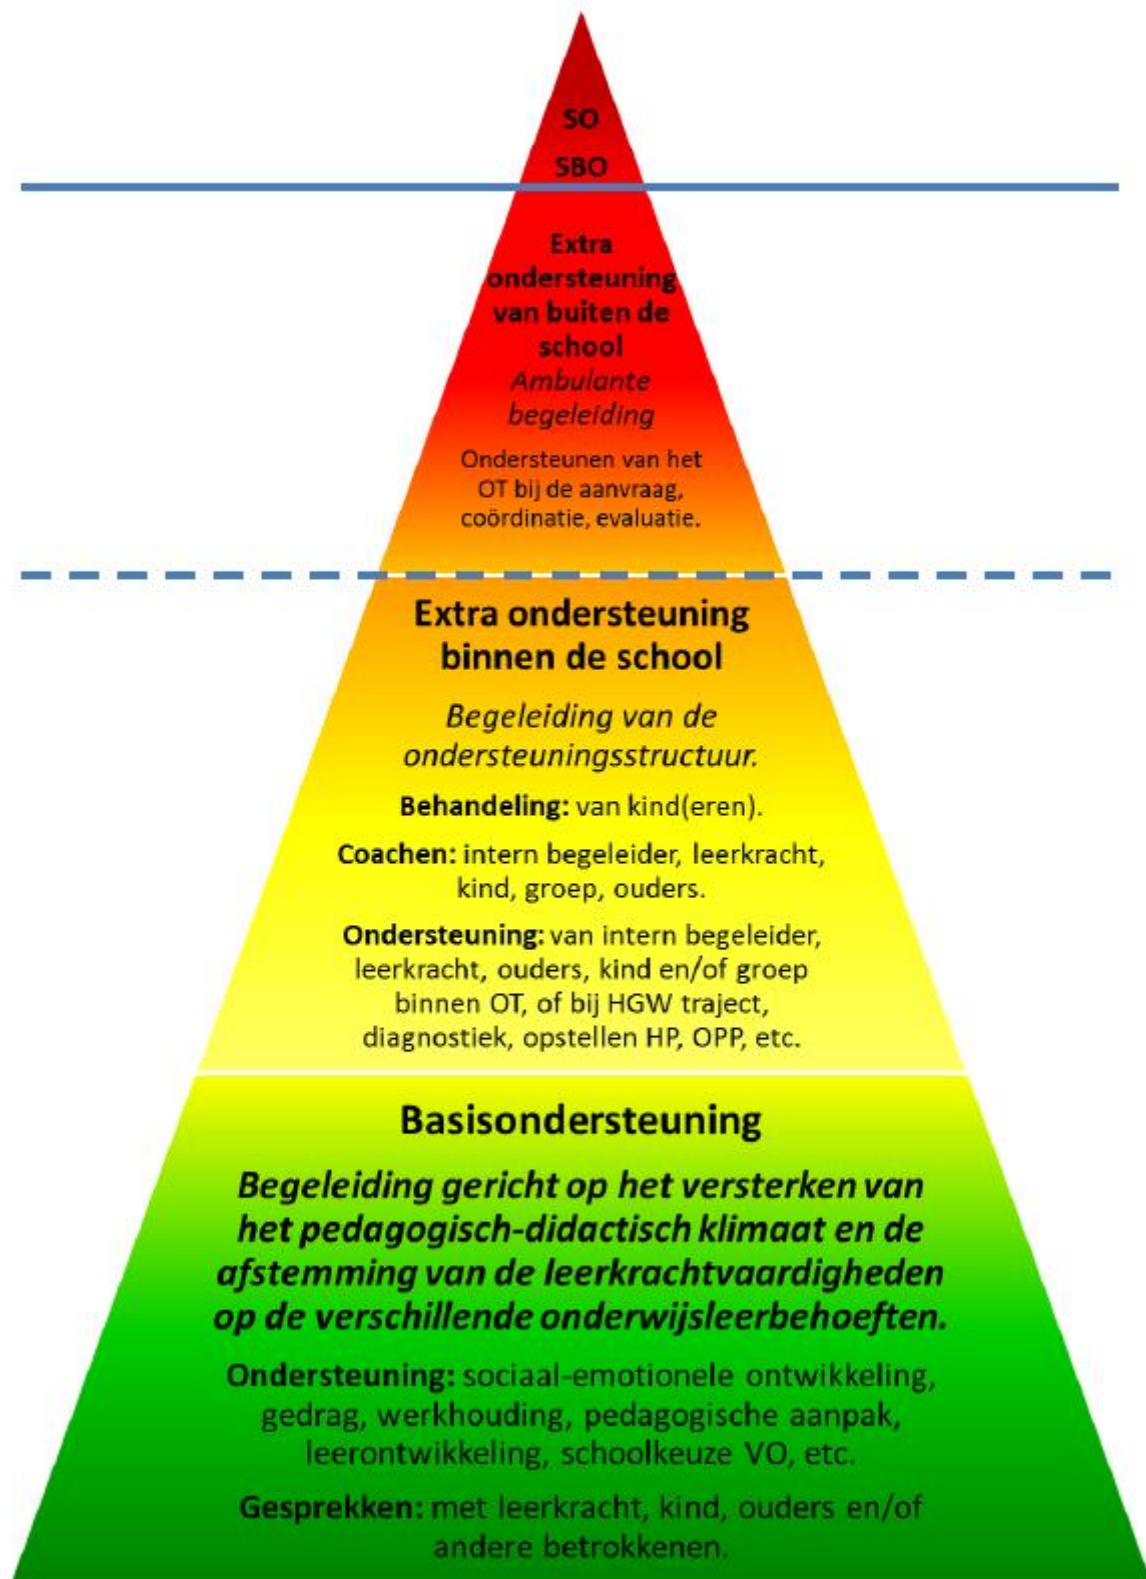 SO
SBO
Extra
ondersteuning
van buiten de
school
Ambulante
begeleiding
Ondersteunen van het
OT bij de aanvraag,
coördinatie, evaluatie.
Extra ondersteuning
binnen de school
Begeleiding van de
ondersteuningsstructuur.
Behandeling: van kind(eren).
Coachen: intern begeleider, leerkracht,
kind, groep, ouders.
Ondersteuning: van intern begeleider,
leerkracht, ouders, kind en/of groep
binnen OT, of bij HGW traject,
diagnostiek, opstellen HP, OPP, etc.
Basisondersteuning
Begeleiding gericht op het versterken van
het pedagogisch-didactisch klimaat en de
afstemming van de leerkrachtvaardigheden
op de verschillende onderwijsleerbehoeften.
Ondersteuning: sociaal-emotionele ontwikkeling,
gedrag, werkhouding, pedagogische aanpak,
leerontwikkeling, schoolkeuze VO, etc.
Gesprekken: met leerkracht, kind, ouders en/of
andere betrokkenen.